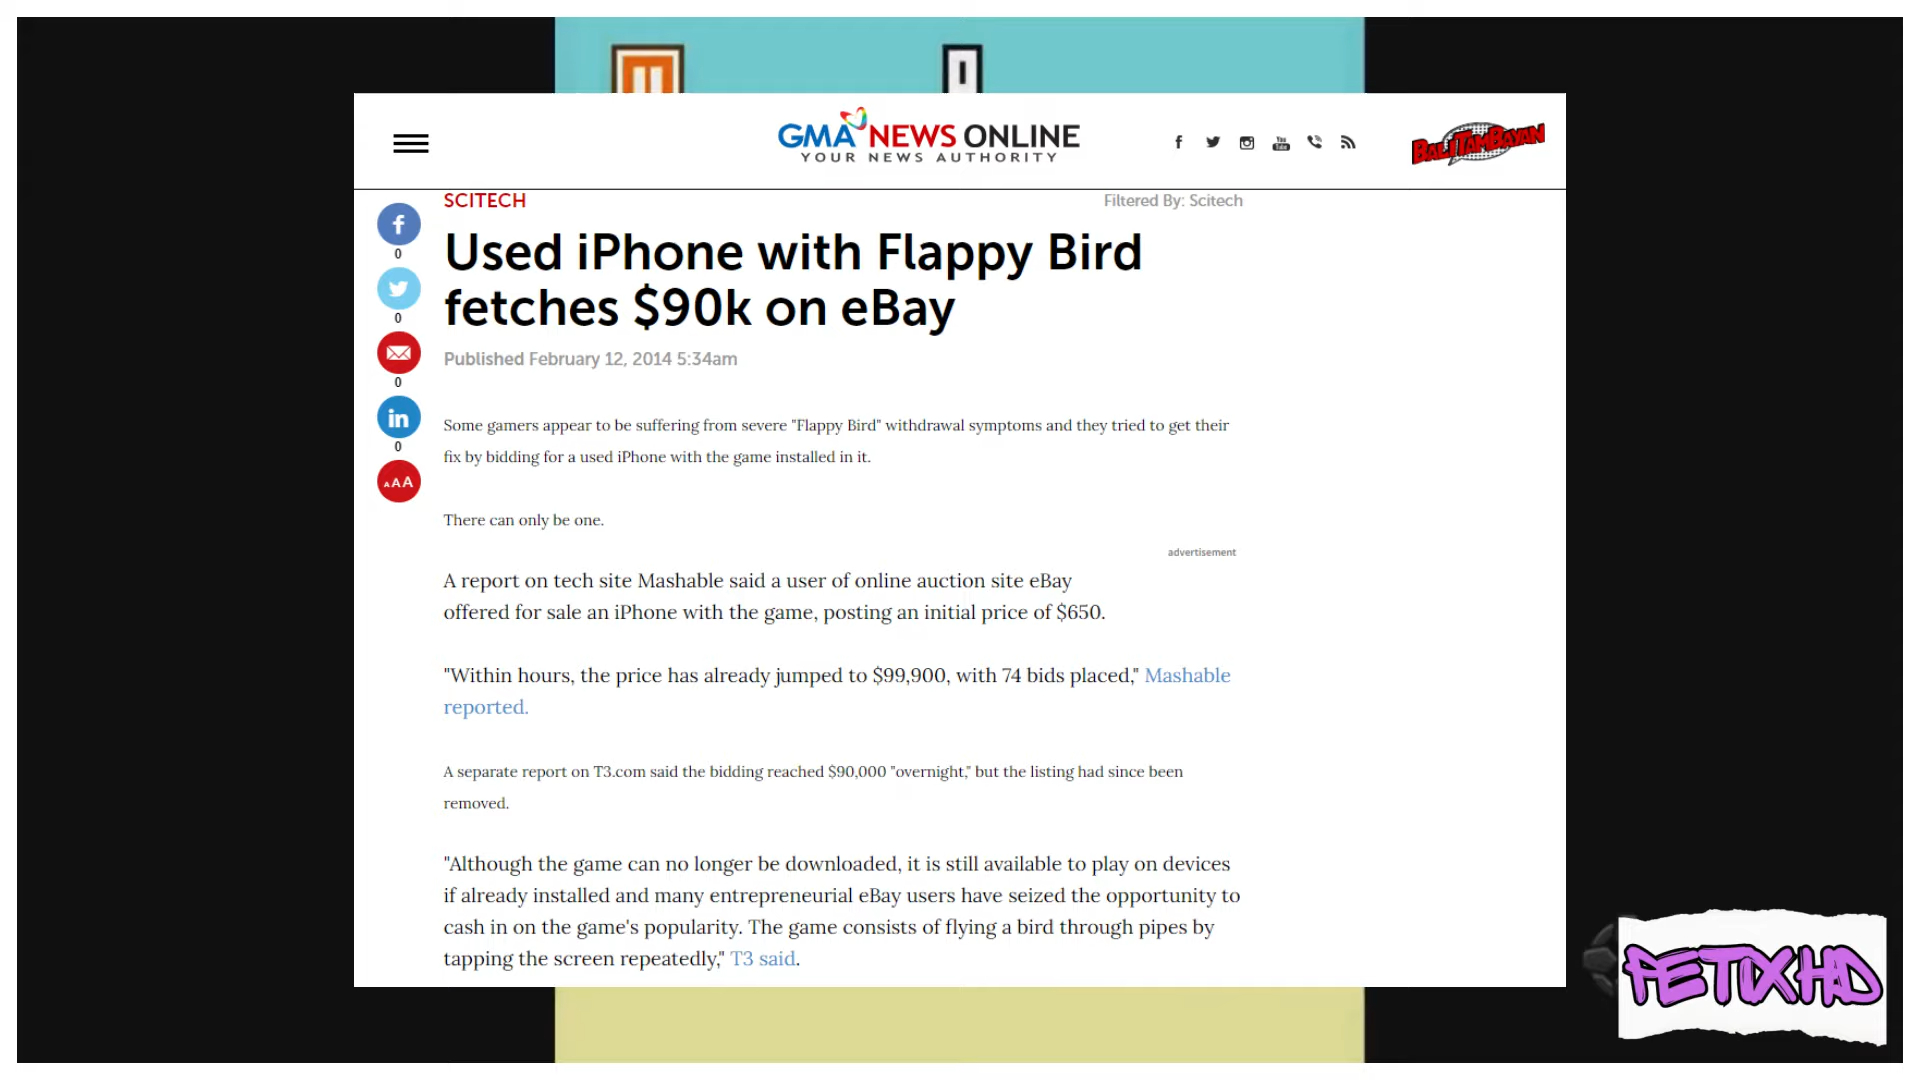 GMA NEWS ONLINE
YOUR NEWS AUTHORITY
BALITAMBAYAN
SCITECH
Filtered By: Scitech
Used iPhone with Flappy Bird
fetches $90k on eBay
Published February 12, 2014 5:34am
0
0
0
0
AAA
Some gamers appear to be suffering from severe "Flappy Bird" withdrawal symptoms and they tried to get their
fix by bidding for a used iPhone with the game installed in it.
There can only be one.
advertisement
A report on tech site Mashable said a user of online auction site eBay
offered for sale an iPhone with the game, posting an initial price of $650.
"Within hours, the price has already jumped to $99,900, with 74 bids placed," Mashable
reported.
A separate report on T3.com said the bidding reached $90,000 "overnight," but the listing had since been
removed.
"Although the game can no longer be downloaded, it is still available to play on devices
if already installed and many entrepreneurial eBay users have seized the opportunity to
cash in on the game's popularity. The game consists of flying a bird through pipes by
tapping the screen repeatedly," T3 said.
FETIXHD